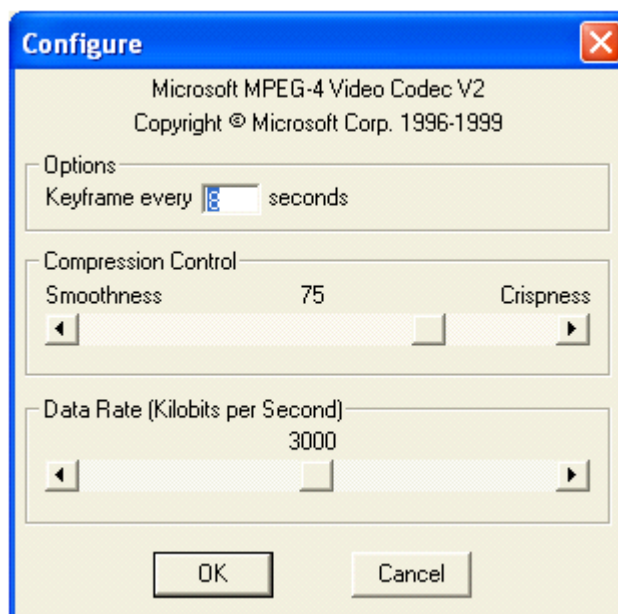 Configure
Microsoft MPEG-4 Video Codec V2
Copyright © Microsoft Corp. 1996-1999
Options
Keyframe every 8 seconds
Compression Control
Smoothness 75 Crispness
Data Rate (Kilobits per Second)
3000
OK Cancel